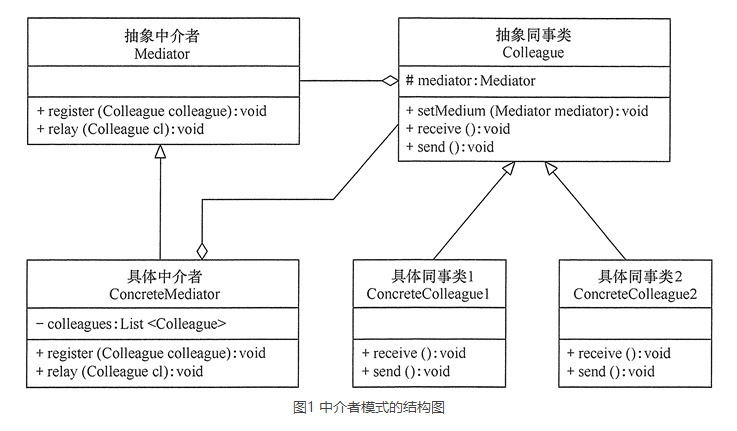 抽象中介者
Mediator
+ register (Colleague colleague): void
+ relay (Colleague cl): void
抽象同事类
Colleague
# mediator: Mediator
+ setMedium (Mediator mediator): void
+ receive (): void
+ send (): void
具体中介者
ConcreteMediator
− colleagues: List <Colleague>
+ register (Colleague colleague): void
+ relay (Colleague cl): void
具体同事类1
ConcreteColleague1
+ receive (): void
+ send (): void
具体同事类2
ConcreteColleague2
+ receive (): void
+ send (): void
图1 中介者模式的结构图